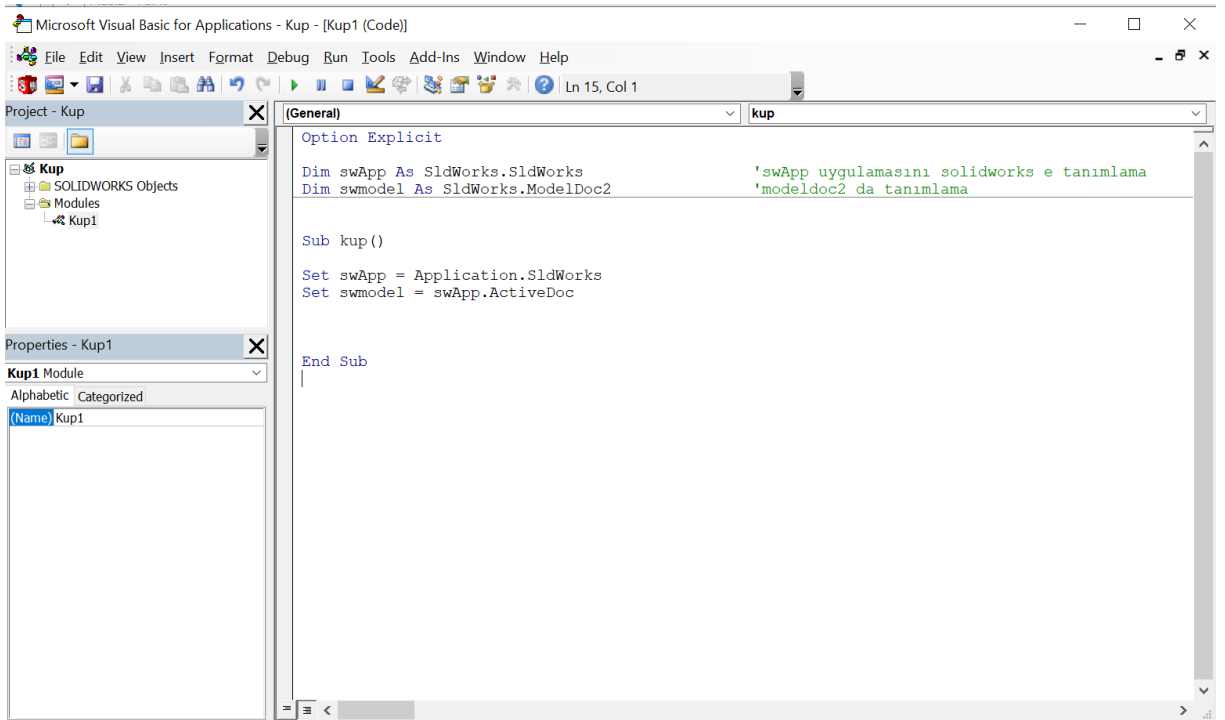 Microsoft Visual Basic for Applications - Kup - [Kup1 (Code)]
File Edit View Insert Format Debug Run Tools Add-Ins Window Help
Ln 15, Col 1
Project - Kup
(General)
kup
Kup
SOLIDWORKS Objects
Modules
Kup1
Option Explicit
Dim swApp As SldWorks.SldWorks 'swApp uygulamasını solidworks e tanımlama
Dim swmodel As SldWorks.ModelDoc2 'modeldoc2 da tanımlama
Sub kup()
Set swApp = Application.SldWorks
Set swmodel = swApp.ActiveDoc
End Sub
Properties - Kup1
Kup1 Module
Alphabetic Categorized
(Name) Kup1